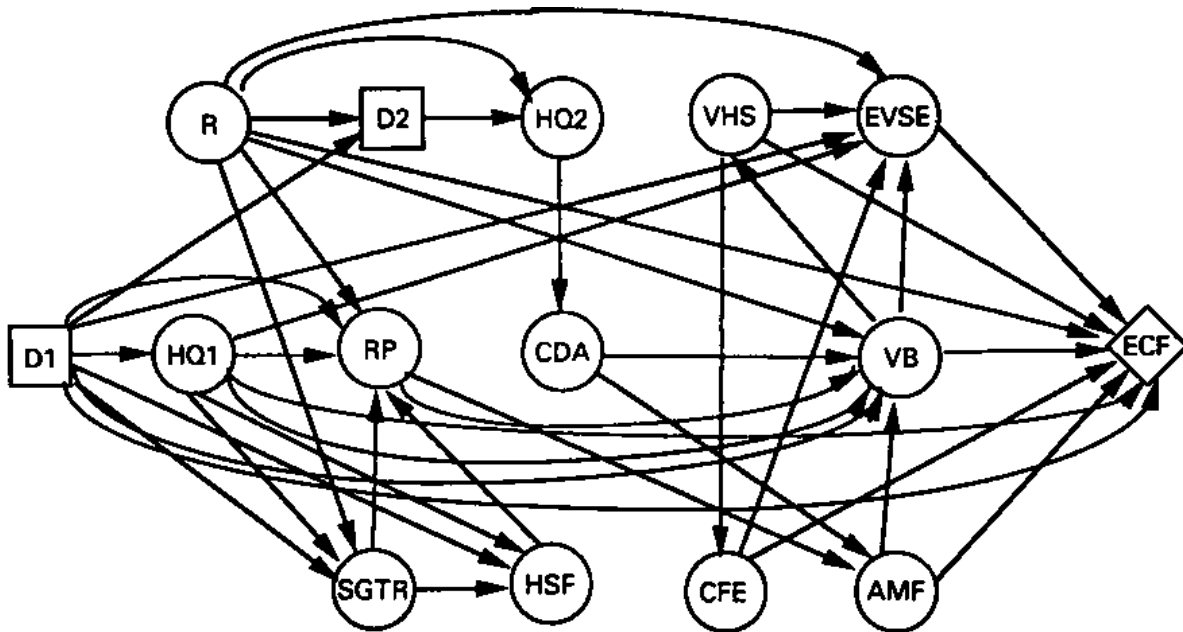 R
D2
HQ2
VHS
EVSE
D1
HQ1
RP
CDA
VB
ECF
SGTR
HSF
CFE
AMF